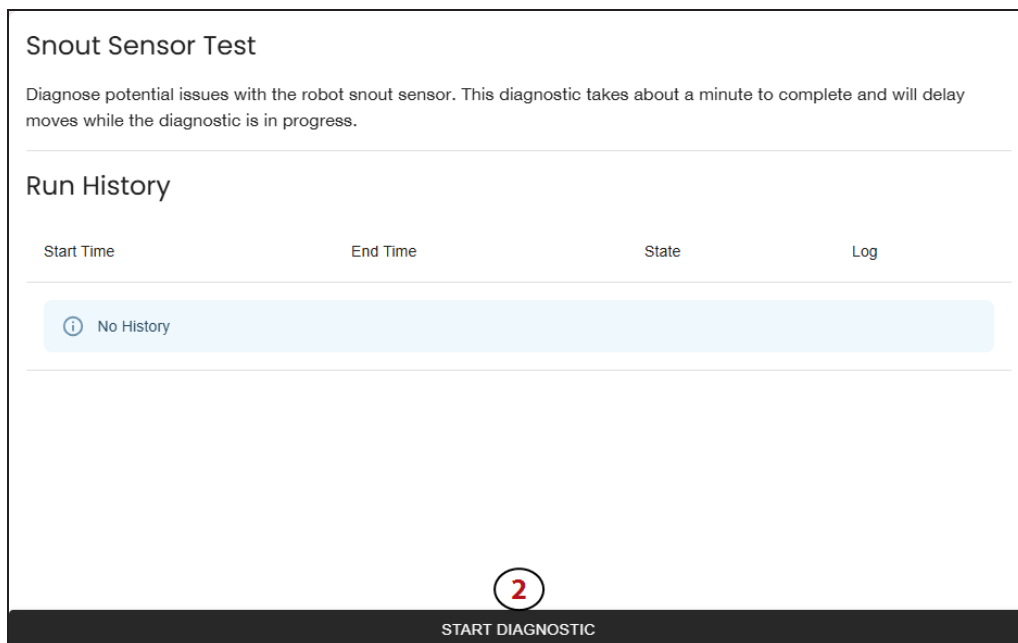 Snout Sensor Test
Diagnose potential issues with the robot snout sensor. This diagnostic takes about a minute to complete and will delay
moves while the diagnostic is in progress.
Run History
Start Time End Time State Log
No History
2
START DIAGNOSTIC